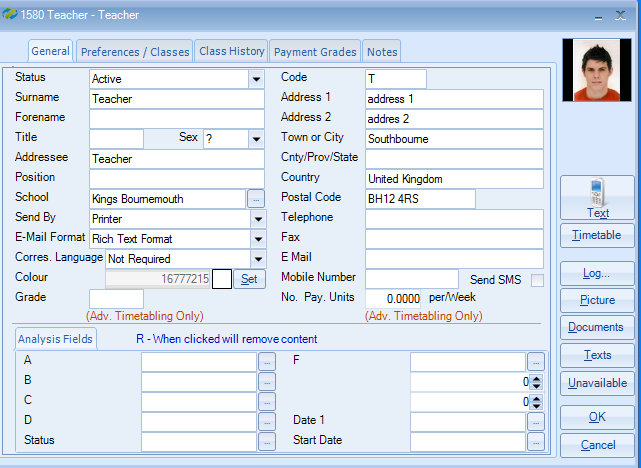 1580 Teacher - Teacher
General Preferences / Classes Class History Payment Grades Notes
Status Active Code T
Surname Teacher Address 1 address 1
Forename Address 2 addres 2
Title Sex ? Town or City Southbourne
Addressee Teacher Cnty/Prov/State
Position Country United Kingdom
School Kings Bournemouth ... Postal Code BH12 4RS
Send By Printer Telephone
E-Mail Format Rich Text Format Fax
Corres. Language Not Required E Mail
Colour 16777215 Set Mobile Number Send SMS
Grade No. Pay. Units 0.0000 per/Week
(Adv. Timetabling Only) (Adv. Timetabling Only)
Analysis Fields R - When clicked will remove content
A ... F ...
B ... 0
C ... 0
D ... Date 1 ...
Status ... Start Date ...
Text
Timetable
Log...
Picture
Documents
Texts
Unavailable
OK
Cancel